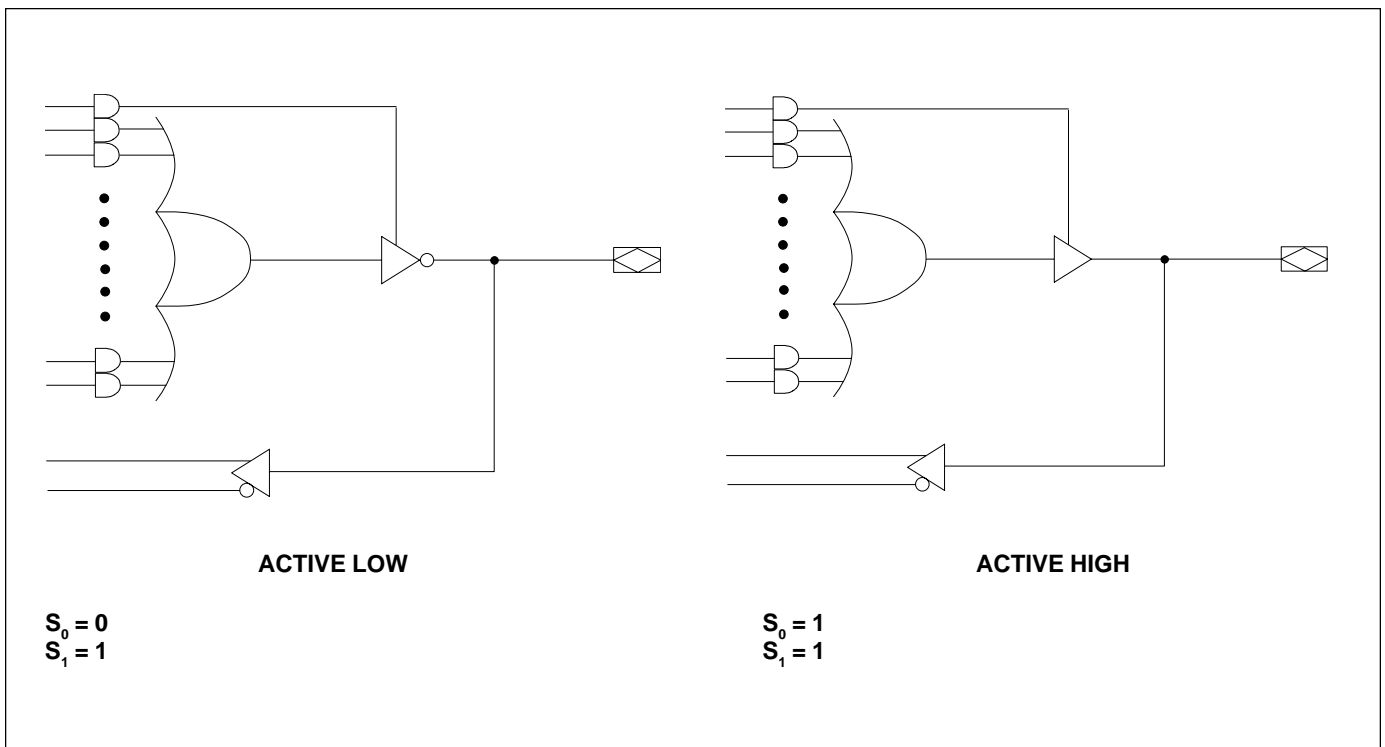 ACTIVE LOW
ACTIVE HIGH
S₀ = 0
S₁ = 1
S₀ = 1
S₁ = 1